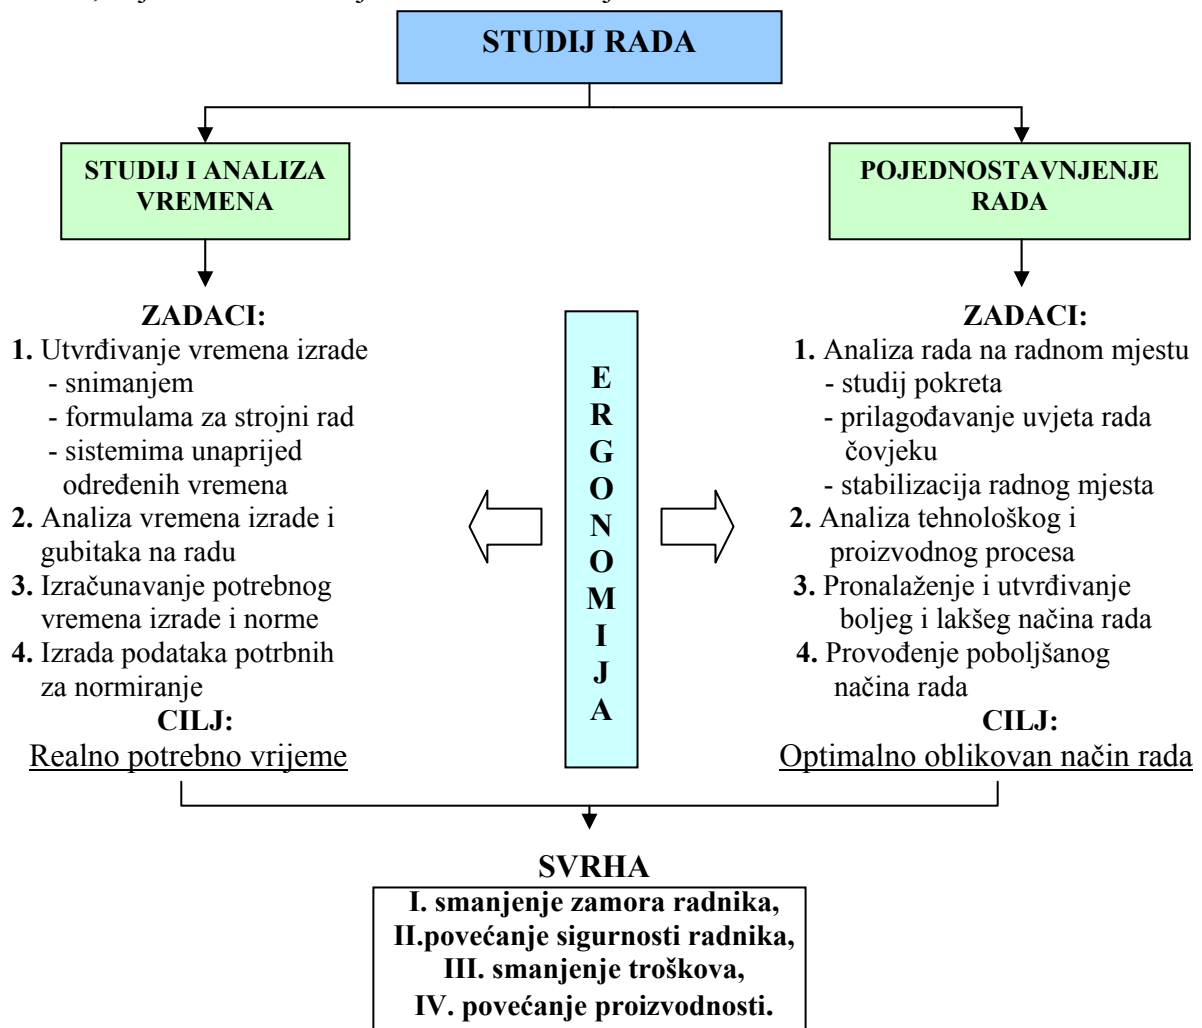 STUDIJ RADA
STUDIJ I ANALIZA
VREMENA
ZADACI:
1. Utvrđivanje vremena izrade
- snimanjem
- formulama za strojni rad
- sistemima unaprijed
određenih vremena
2. Analiza vremena izrade i
gubitaka na radu
3. Izračunavanje potrebnog
vremena izrade i norme
4. Izrada podataka potrbnih
za normiranje
CILJ:
Realno potrebno vrijeme
E
R
G
O
N
O
M
I
J
A
POJEDNOSTAVNJENJE
RADA
ZADACI:
1. Analiza rada na radnom mjestu
- studij pokreta
- prilagođavanje uvjeta rada
čovjeku
- stabilizacija radnog mjesta
2. Analiza tehnološkog i
proizvodnog procesa
3. Pronalaženje i utvrđivanje
boljeg i lakšeg načina rada
4. Provođenje poboljšanog
načina rada
CILJ:
Optimalno oblikovan način rada
SVRHA
I. smanjenje zamora radnika,
II.povećanje sigurnosti radnika,
III. smanjenje troškova,
IV. povećanje proizvodnosti.